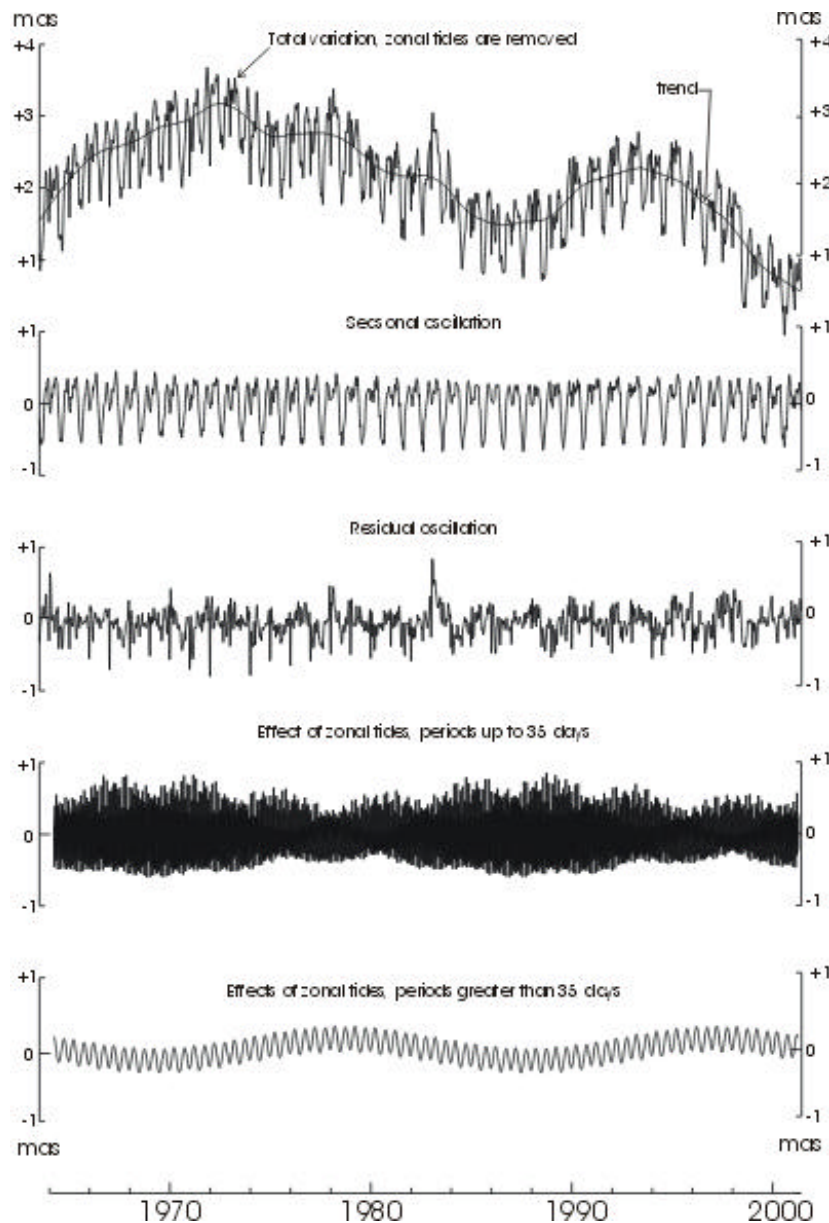 mas mas
+4 +4
Total variation, zonal tides are removed
trend
+3 +3
+2 +2
+1 +1
Seasonal oscillation
+1 +1
0 0
-1 -1
Residual oscillation
+1 +1
0 0
-1 -1
Effect of zonal tides, periods up to 35 days
+1 +1
0 0
-1 -1
+1 +1
Effects of zonal tides, periods greater than 35 days
0 0
-1 -1
mas mas
1970 1980 1990 2000